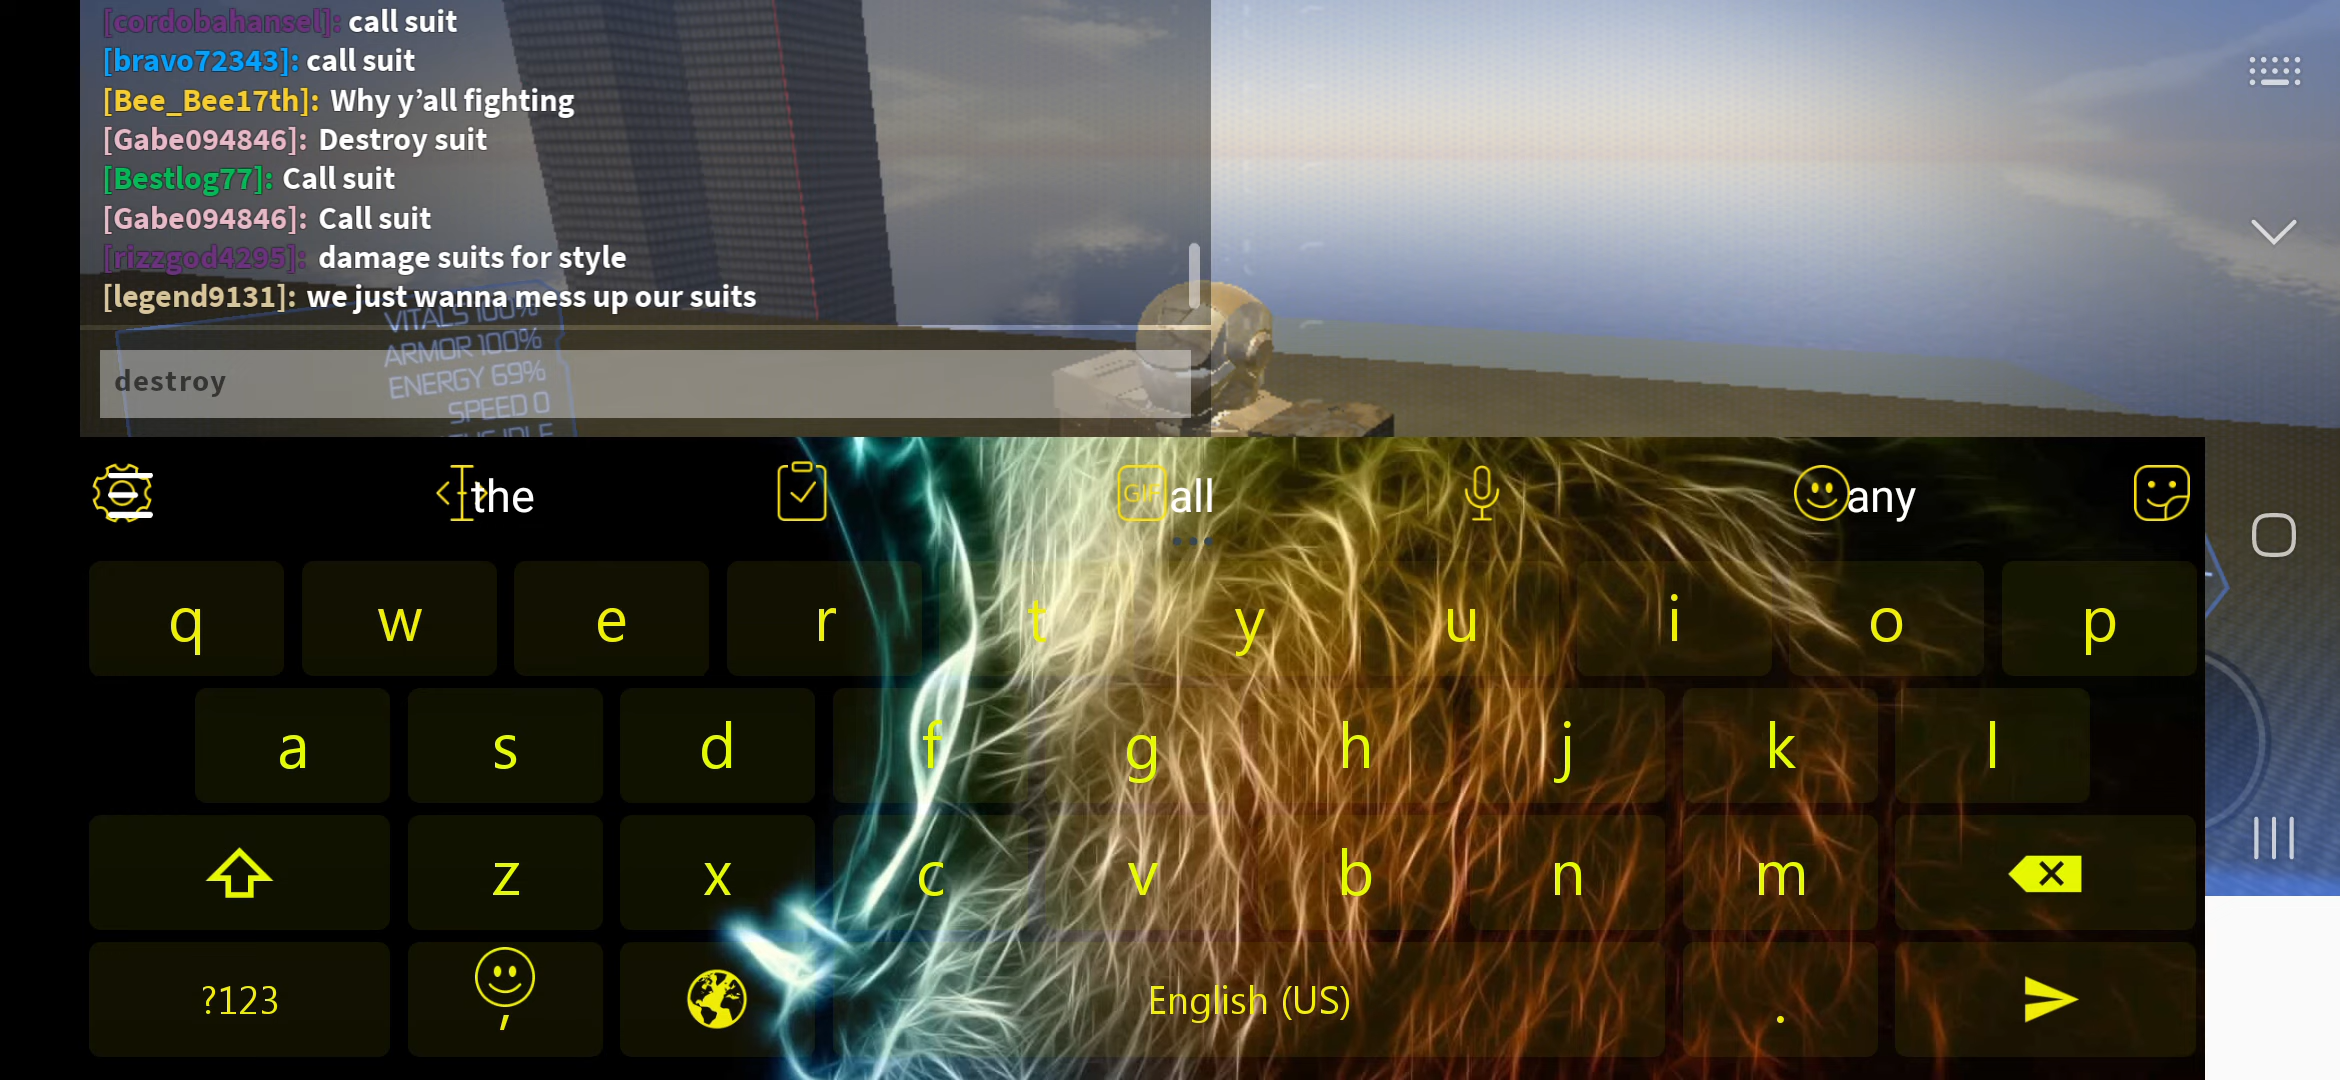 [cordobahansel]: call suit
[bravo72343]: call suit
[Bee_Bee17th]: Why y’all fighting
[Gabe094846]: Destroy suit
[Bestlog77]: Call suit
[Gabe094846]: Call suit
[rizzgod4295]: damage suits for style
[legend9131]: we just wanna mess up our suits
VITALS 100%
ARMOR 100%
ENERGY 69%
SPEED 0
IDLE
destroy
the GIF all any
q w e r t y u i o p
a s d f g h j k l
z x c v b n m
?123 , English (US) .